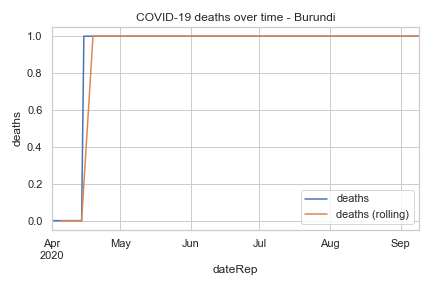 COVID-19 deaths over time - Burundi
1.0
0.8
0.6
0.4
0.2
0.0
deaths
deaths
deaths (rolling)
Apr May Jun Jul Aug Sep
2020
dateRep